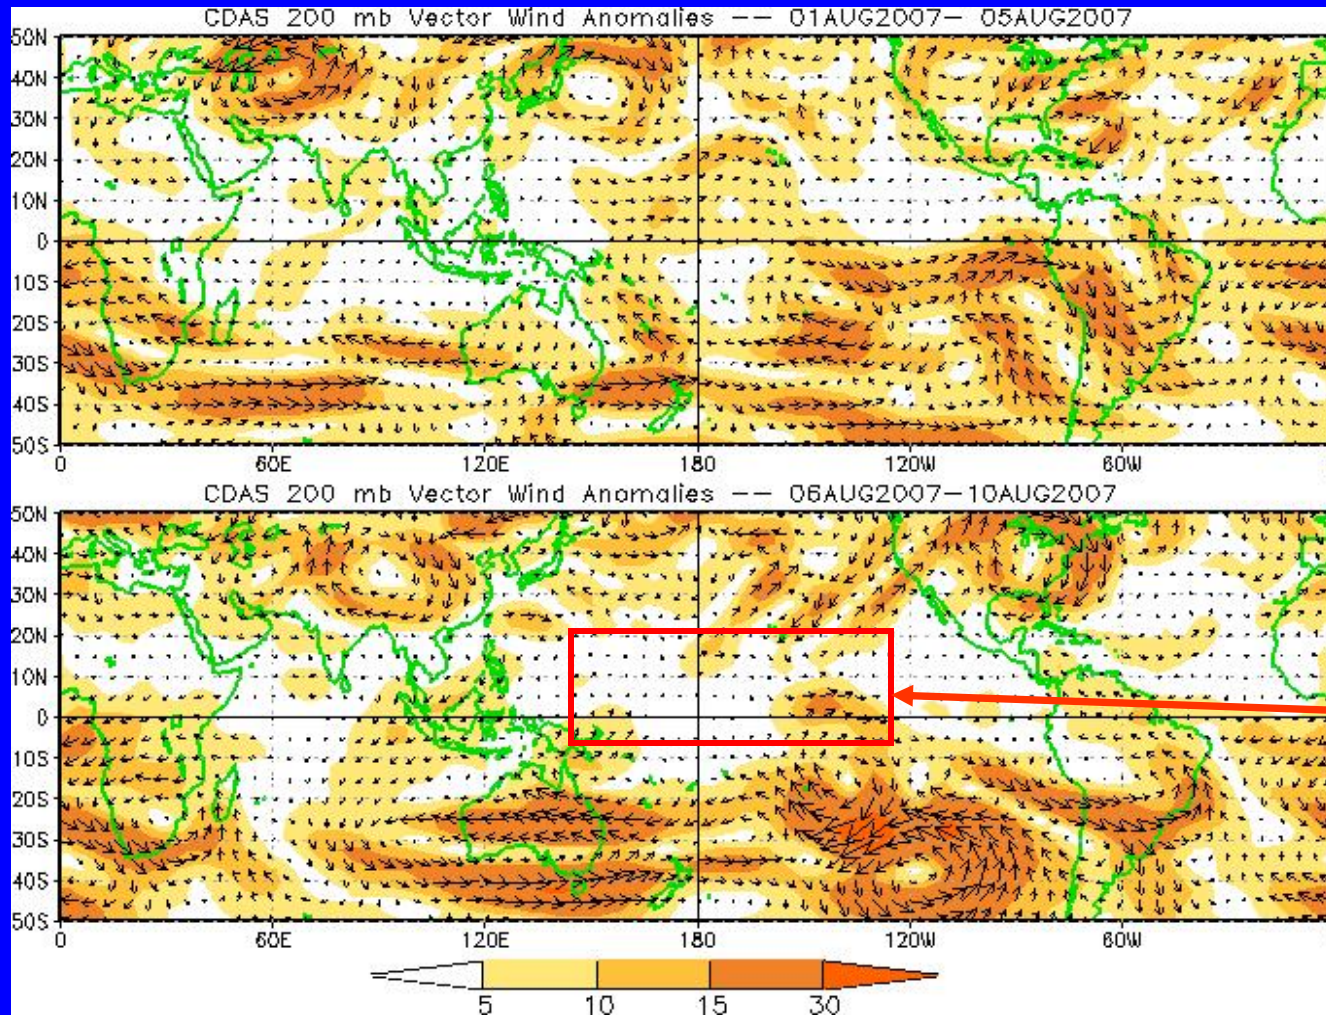 CDAS 200 mb Vector Wind Anomalies -- 01AUG2007- 05AUG2007
50N
40N
30N
20N
10N
0
10S
20S
30S
40S
50S
0 60E 120E 180 120W 60W
CDAS 200 mb Vector Wind Anomalies -- 06AUG2007-10AUG2007
50N
40N
30N
20N
10N
0
10S
20S
30S
40S
50S
0 60E 120E 180 120W 60W
5 10 15 30